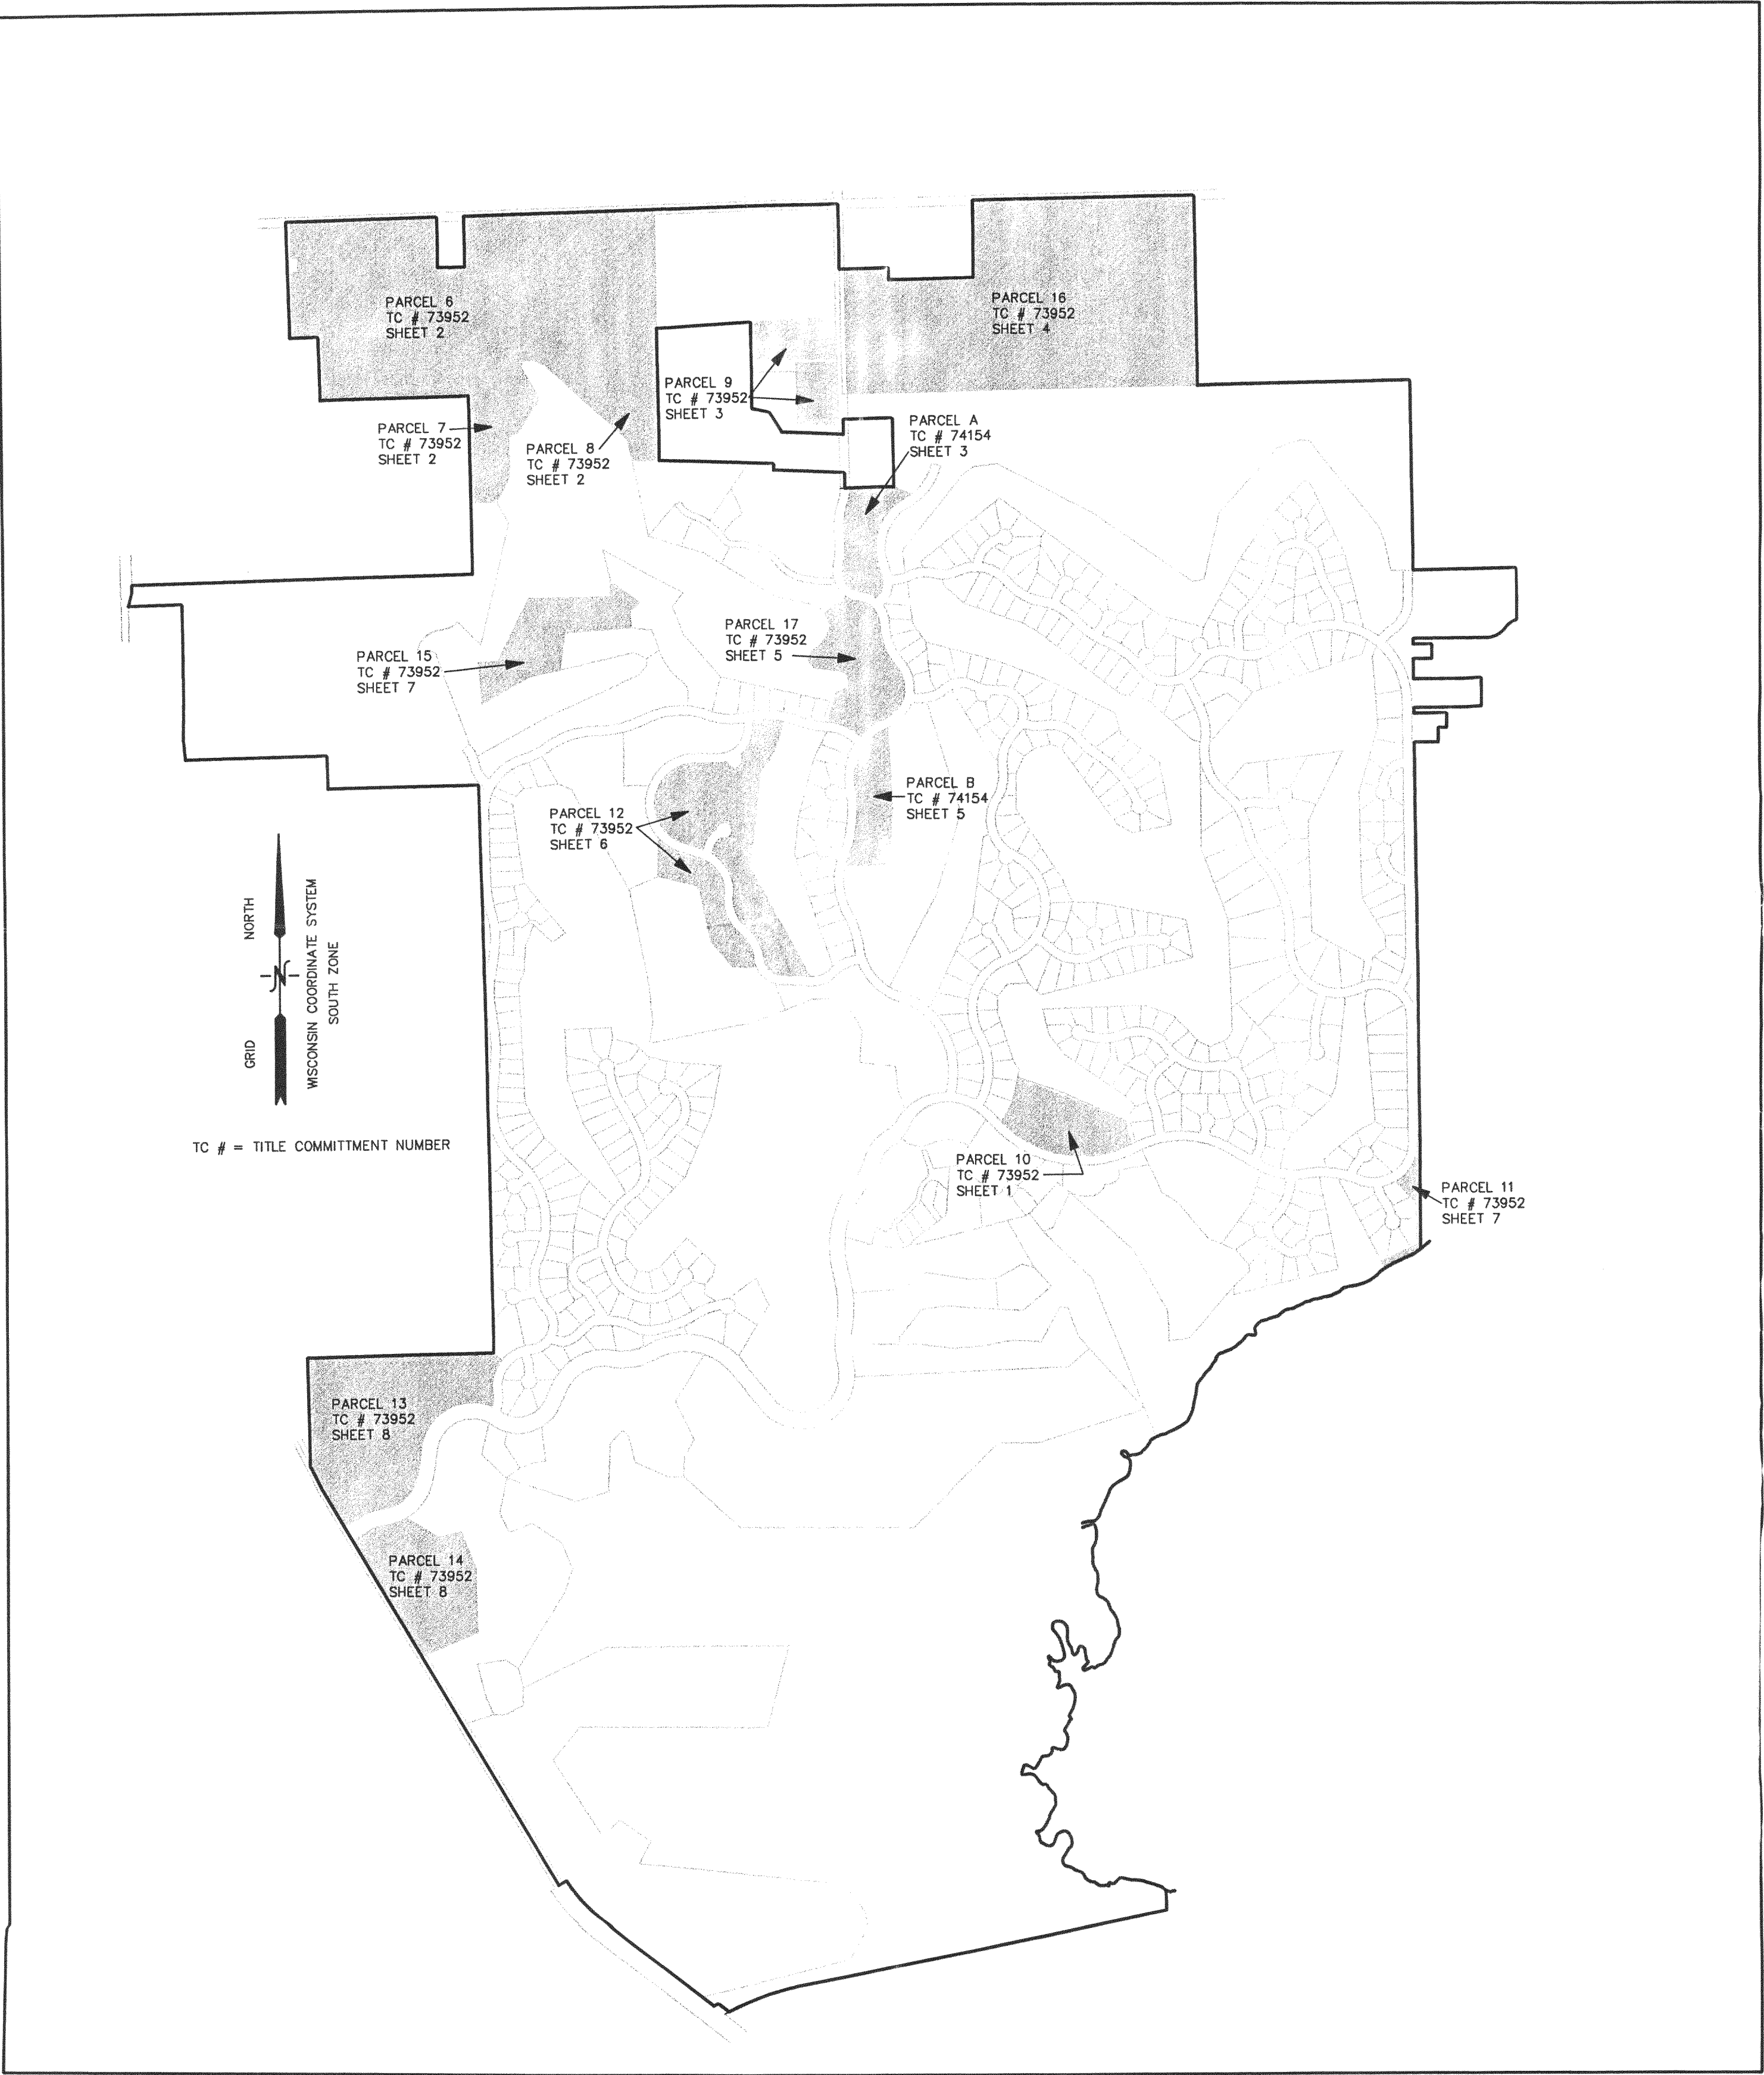 PARCEL 6
TC # 73952
SHEET 2
PARCEL 16
TC # 73952
SHEET 4
PARCEL 9
TC # 73952
SHEET 3
PARCEL 7
TC # 73952
SHEET 2
PARCEL 8
TC # 73952
SHEET 2
PARCEL A
TC # 74154
SHEET 3
PARCEL 17
TC # 73952
SHEET 5
PARCEL 15
TC # 73952
SHEET 7
PARCEL B
TC # 74154
SHEET 5
PARCEL 12
TC # 73952
SHEET 6
GRID NORTH
N
WISCONSIN COORDINATE SYSTEM
SOUTH ZONE
TC # = TITLE COMMITTMENT NUMBER
PARCEL 10
TC # 73952
SHEET 1
PARCEL 11
TC # 73952
SHEET 7
PARCEL 13
TC # 73952
SHEET 8
PARCEL 14
TC # 73952
SHEET 8